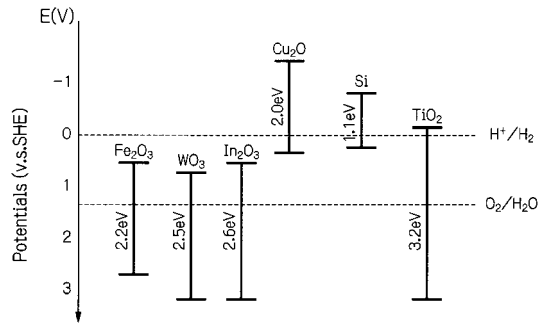 E(V)
Potentials (v.s.SHE)
-1
0
1
2
3
Fe₂O₃
2.2eV
WO₃
2.5eV
In₂O₃
2.6eV
Cu₂O
2.0eV
Si
1.1eV
TiO₂
3.2eV
H⁺/H₂
O₂/H₂O